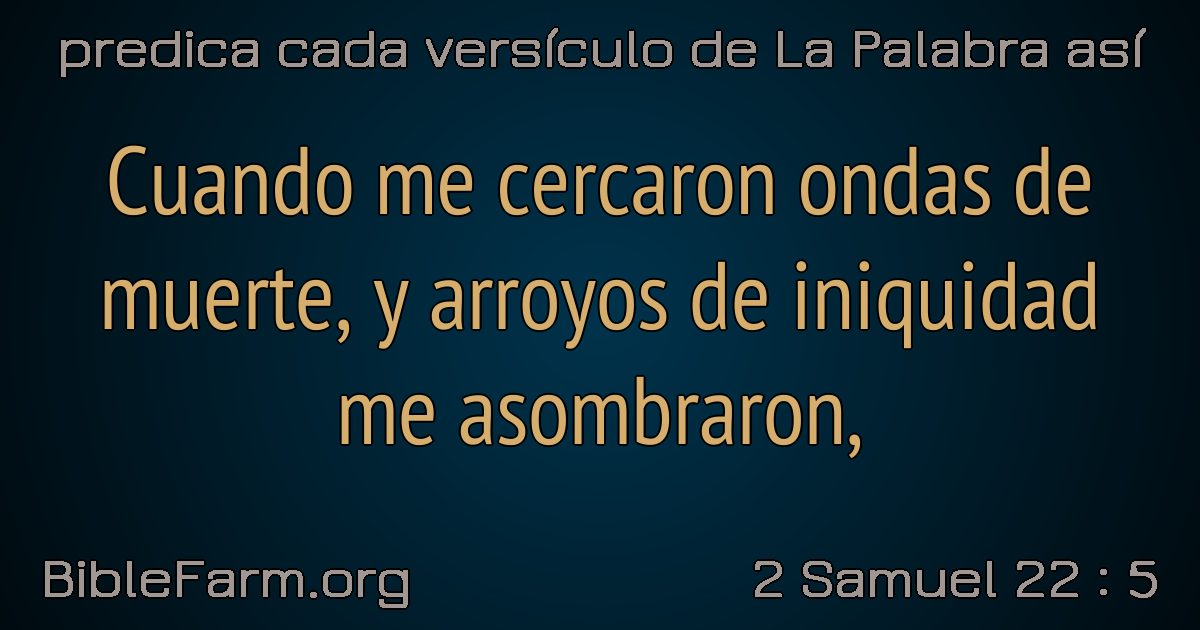 predica cada versículo de La Palabra así
Cuando me cercaron ondas de
muerte, y arroyos de iniquidad
me asombraron,
BibleFarm.org
2 Samuel 22 : 5